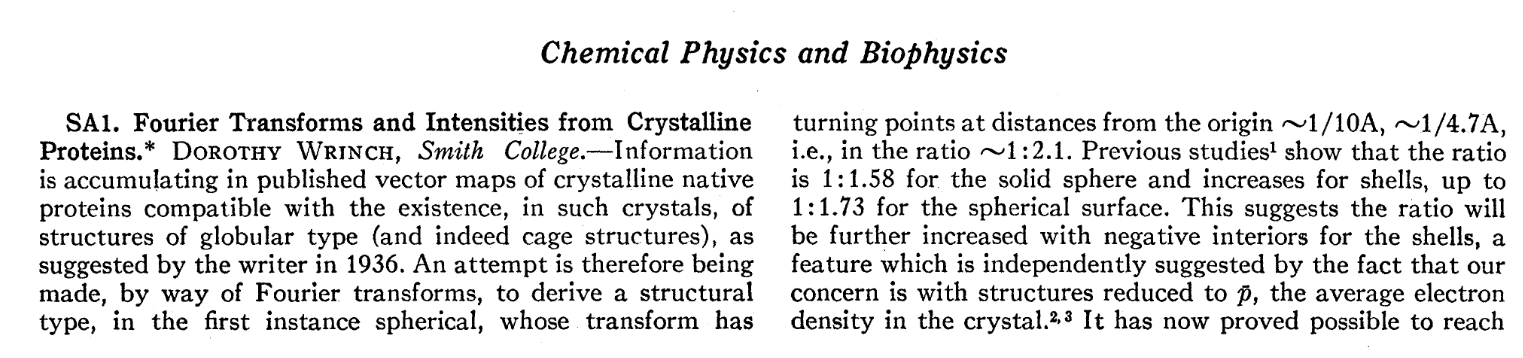 Chemical Physics and Biophysics
SA1. Fourier Transforms and Intensities from Crystalline
Proteins.* DOROTHY WRINCH, Smith College.—Information
is accumulating in published vector maps of crystalline native
proteins compatible with the existence, in such crystals, of
structures of globular type (and indeed cage structures), as
suggested by the writer in 1936. An attempt is therefore being
made, by way of Fourier transforms, to derive a structural
type, in the first instance spherical, whose transform has
turning points at distances from the origin ∼1/10A, ∼1/4.7A,
i.e., in the ratio ∼1:2.1. Previous studies¹ show that the ratio
is 1:1.58 for the solid sphere and increases for shells, up to
1:1.73 for the spherical surface. This suggests the ratio will
be further increased with negative interiors for the shells, a
feature which is independently suggested by the fact that our
concern is with structures reduced to p̄, the average electron
density in the crystal.²,³ It has now proved possible to reach